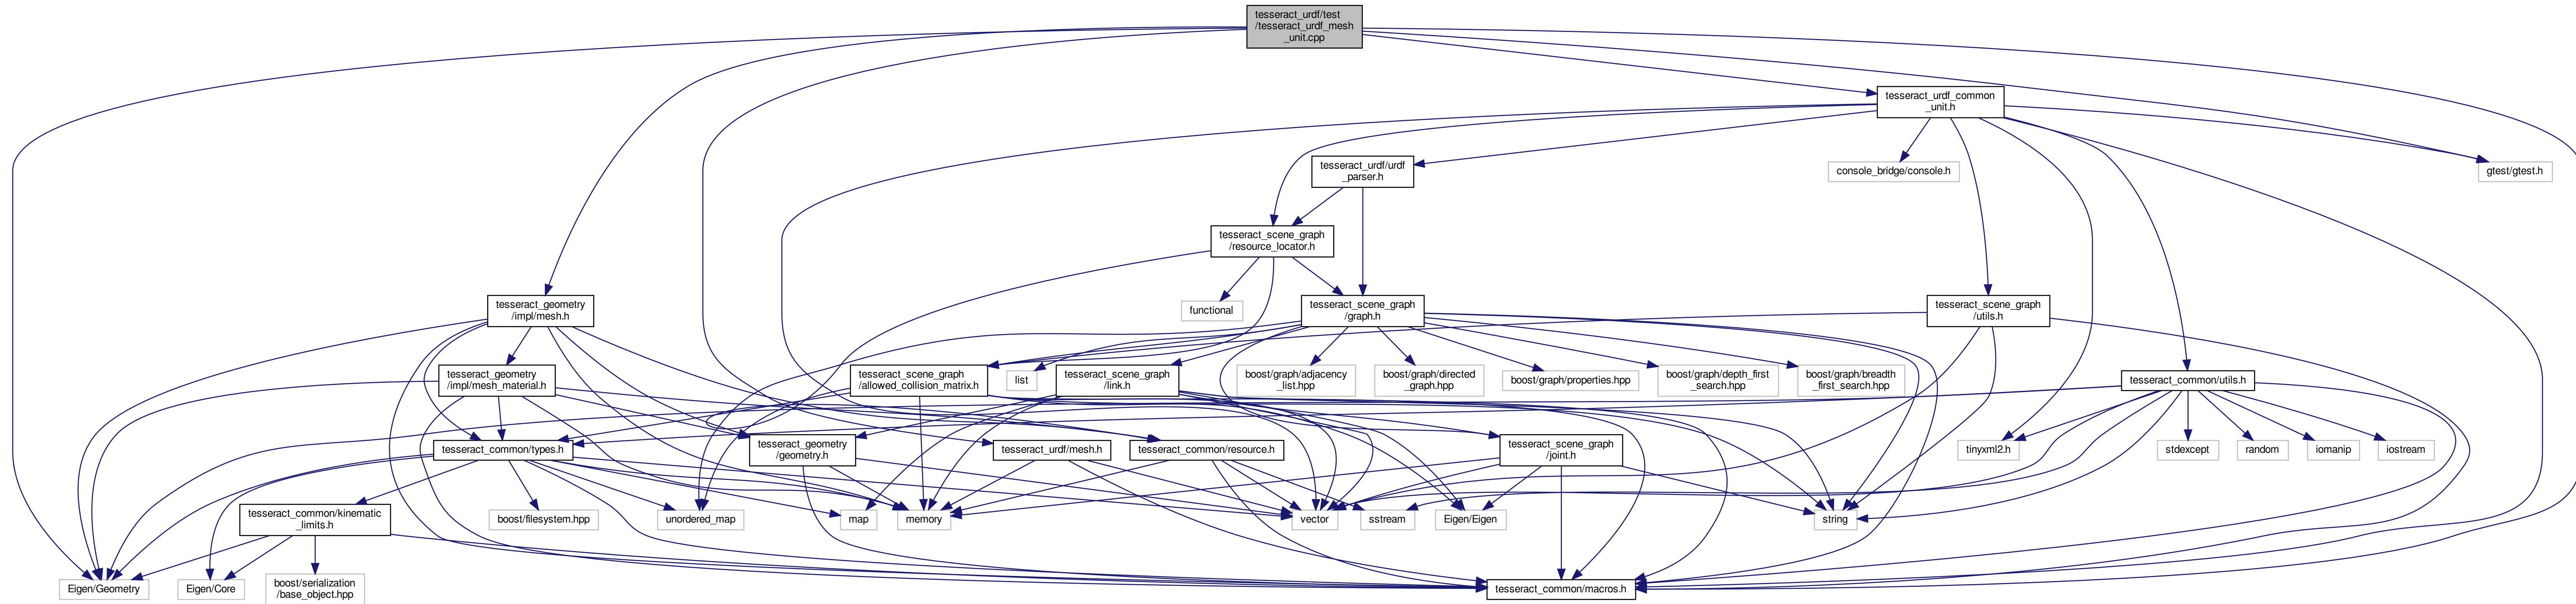 tesseract_urdf/test
/tesseract_urdf_mesh
_unit.cpp
tesseract_urdf_common
_unit.h
tesseract_urdf/urdf
_parser.h
console_bridge/console.h
gtest/gtest.h
tesseract_scene_graph
/resource_locator.h
tesseract_geometry
/impl/mesh.h
functional
tesseract_scene_graph
/graph.h
tesseract_scene_graph
/utils.h
tesseract_geometry
/impl/mesh_material.h
tesseract_scene_graph
/allowed_collision_matrix.h
list
tesseract_scene_graph
/link.h
boost/graph/adjacency
_list.hpp
boost/graph/directed
_graph.hpp
boost/graph/properties.hpp
boost/graph/depth_first
_search.hpp
boost/graph/breadth
_first_search.hpp
tesseract_common/utils.h
tesseract_common/types.h
tesseract_geometry
/geometry.h
tesseract_urdf/mesh.h
tesseract_common/resource.h
tesseract_scene_graph
/joint.h
tinyxml2.h
stdexcept
random
iomanip
iostream
tesseract_common/kinematic
_limits.h
boost/filesystem.hpp
unordered_map
map
memory
vector
sstream
Eigen/Eigen
string
Eigen/Geometry
Eigen/Core
boost/serialization
/base_object.hpp
tesseract_common/macros.h